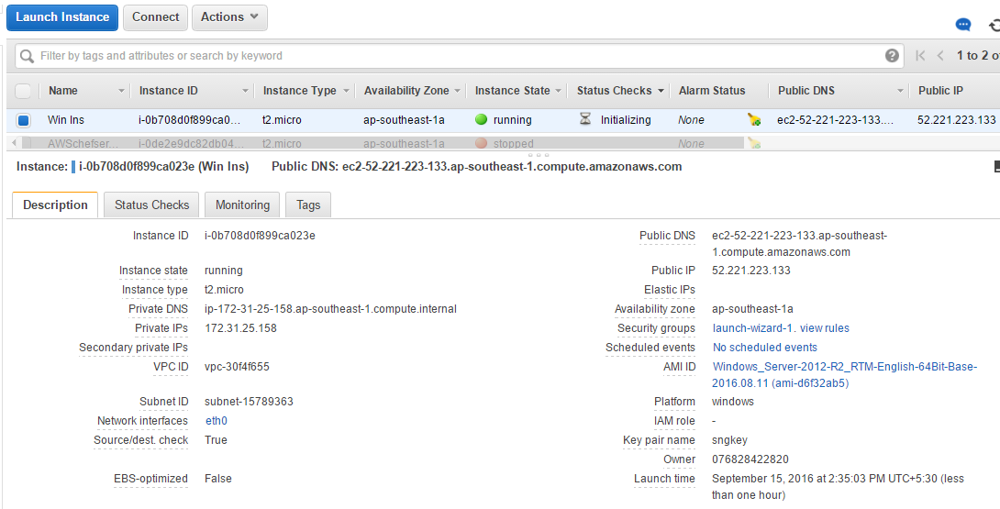 Launch Instance Connect Actions
Filter by tags and attributes or search by keyword 1 to 2 o
Name Instance ID Instance Type Availability Zone Instance State Status Checks Alarm Status Public DNS Public IP
Win Ins i-0b708d0f899ca0... t2.micro ap-southeast-1a running Initializing None ec2-52-221-223-133.... 52.221.223.133
AWSchefser... i-0de2e9dc82db04... t2.micro ap-southeast-1a stopped None
Instance: i-0b708d0f899ca023e (Win Ins) Public DNS: ec2-52-221-223-133.ap-southeast-1.compute.amazonaws.com
Description Status Checks Monitoring Tags
Instance ID i-0b708d0f899ca023e Public DNS ec2-52-221-223-133.ap-southeast-
1.compute.amazonaws.com
Instance state running Public IP 52.221.223.133
Instance type t2.micro Elastic IPs
Private DNS ip-172-31-25-158.ap-southeast-1.compute.internal Availability zone ap-southeast-1a
Private IPs 172.31.25.158 Security groups launch-wizard-1. view rules
Secondary private IPs Scheduled events No scheduled events
VPC ID vpc-30f4f655 AMI ID Windows_Server-2012-R2_RTM-English-64Bit-Base-
2016.08.11 (ami-d6f32ab5)
Subnet ID subnet-15789363 Platform windows
Network interfaces eth0 IAM role -
Source/dest. check True Key pair name sngkey
Owner 076828422820
EBS-optimized False Launch time September 15, 2016 at 2:35:03 PM UTC+5:30 (less
than one hour)